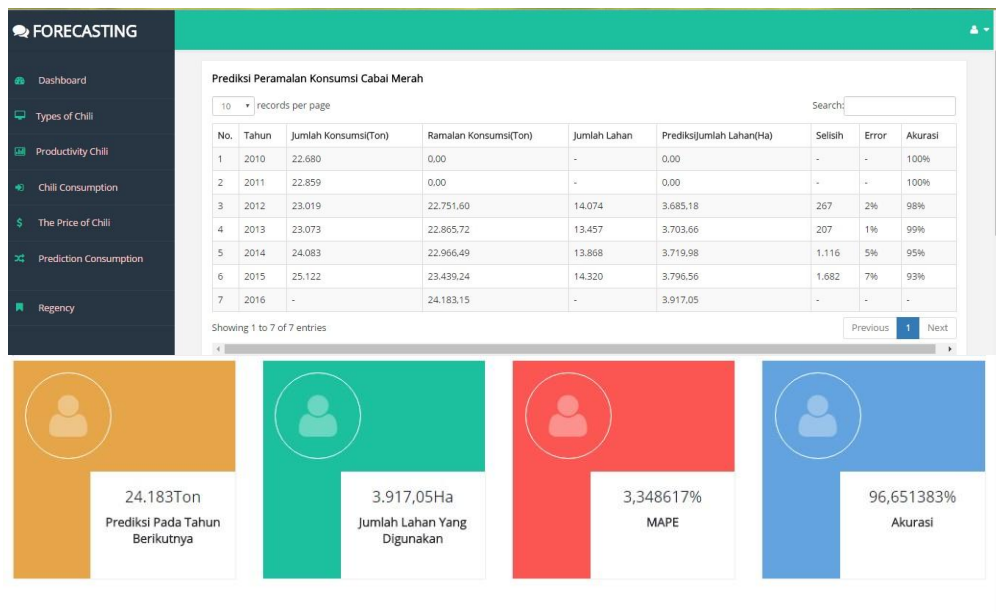 FORECASTING
Dashboard
Types of Chili
Productivity Chili
Chili Consumption
The Price of Chili
Prediction Consumption
Regency
Prediksi Peramalan Konsumsi Cabai Merah
10 records per page Search:
No. Tahun Jumlah Konsumsi(Ton) Ramalan Konsumsi(Ton) Jumlah Lahan PrediksiJumlah Lahan(Ha) Selisih Error Akurasi
1 2010 22.680 0,00 - 0,00 - - 100%
2 2011 22.859 0,00 - 0,00 - - 100%
3 2012 23.019 22.751,60 14.074 3.685,18 267 2% 98%
4 2013 23.073 22.865,72 13.457 3.703,66 207 1% 99%
5 2014 24.083 22.966,49 13.868 3.719,98 1.116 5% 95%
6 2015 25.122 23.439,24 14.320 3.796,56 1.682 7% 93%
7 2016 - 24.183,15 - 3.917,05 - - -
Showing 1 to 7 of 7 entries Previous 1 Next
24.183Ton
Prediksi Pada Tahun
Berikutnya
3.917,05Ha
Jumlah Lahan Yang
Digunakan
3,348617%
MAPE
96,651383%
Akurasi